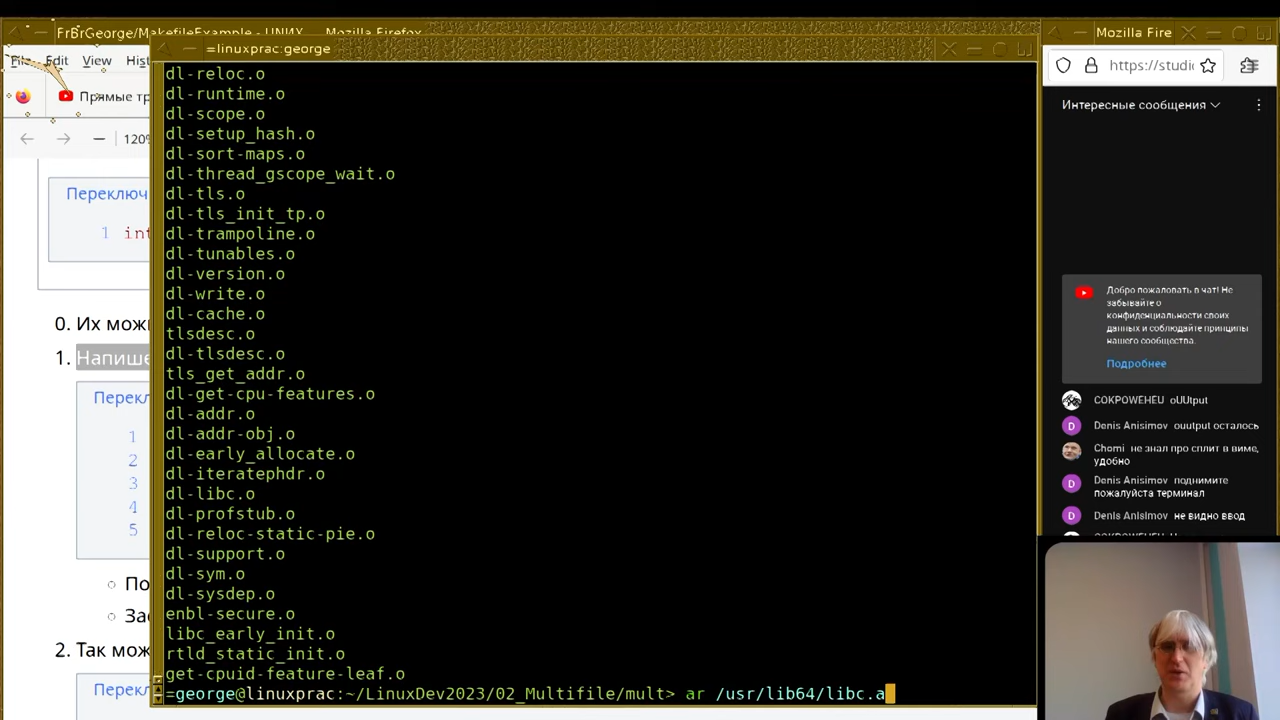 FrBrGeorge/MakefileExample - UNИX — Mozilla Firefox
File Edit View Hist
Прямые тр
120%
Переключ
1 int
0. Их можн
1. Напише
Перекл
1
2
3
4
5
По
За
2. Так мож
Перекл
=linuxprac:george
dl-reloc.o
dl-runtime.o
dl-scope.o
dl-setup_hash.o
dl-sort-maps.o
dl-thread_gscope_wait.o
dl-tls.o
dl-tls_init_tp.o
dl-trampoline.o
dl-tunables.o
dl-version.o
dl-write.o
dl-cache.o
tlsdesc.o
dl-tlsdesc.o
tls_get_addr.o
dl-get-cpu-features.o
dl-addr.o
dl-addr-obj.o
dl-early_allocate.o
dl-iteratephdr.o
dl-libc.o
dl-profstub.o
dl-reloc-static-pie.o
dl-support.o
dl-sym.o
dl-sysdep.o
enbl-secure.o
libc_early_init.o
rtld_static_init.o
get-cpuid-feature-leaf.o
=george@linuxprac:~/LinuxDev2023/02_Multifile/mult> ar /usr/lib64/libc.a
Mozilla Fire
https://studi
Интересные сообщения
Добро пожаловать в чат! Не
забывайте о
конфиденциальности своих
данных и соблюдайте принципы
нашего сообщества.
Подробнее
COKPOWEHEU oUUtput
Denis Anisimov ouutput осталось
Chomi не знал про сплит в виме,
удобно
Denis Anisimov поднимите
пожалуйста терминал
Denis Anisimov не видно ввод